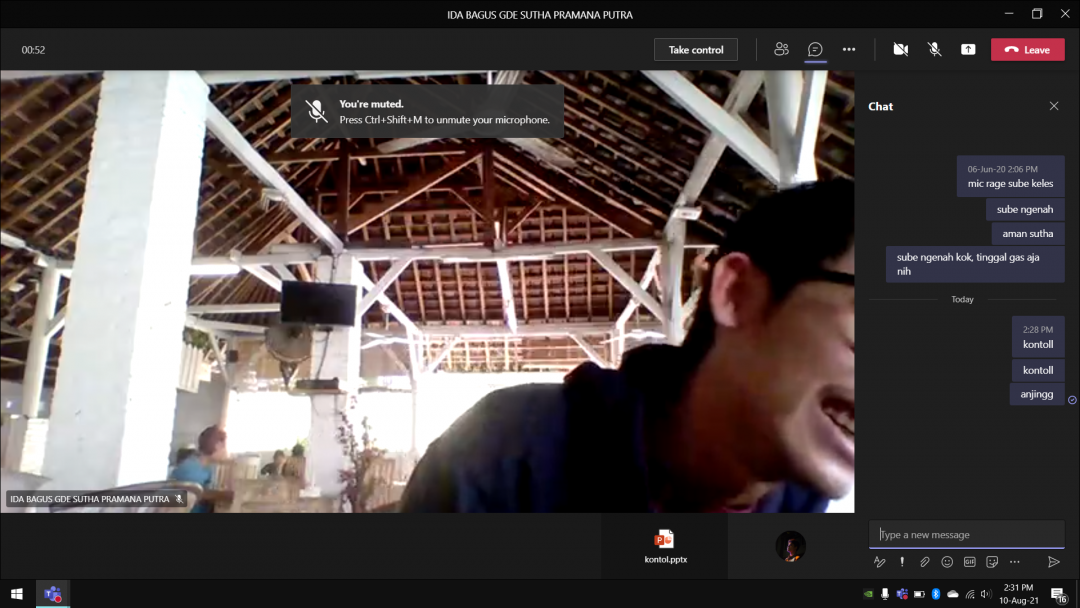 IDA BAGUS GDE SUTHA PRAMANA PUTRA
00:52
Take control
Leave
You're muted.
Press Ctrl+Shift+M to unmute your microphone.
Chat
06-Jun-20 2:06 PM
mic rage sube keles
sube ngenah
aman sutha
sube ngenah kok, tinggal gas aja
nih
Today
2:28 PM
kontoll
kontoll
anjingg
IDA BAGUS GDE SUTHA PRAMANA PUTRA
kontol.pptx
Type a new message
GIF
2:31 PM
10-Aug-21
16